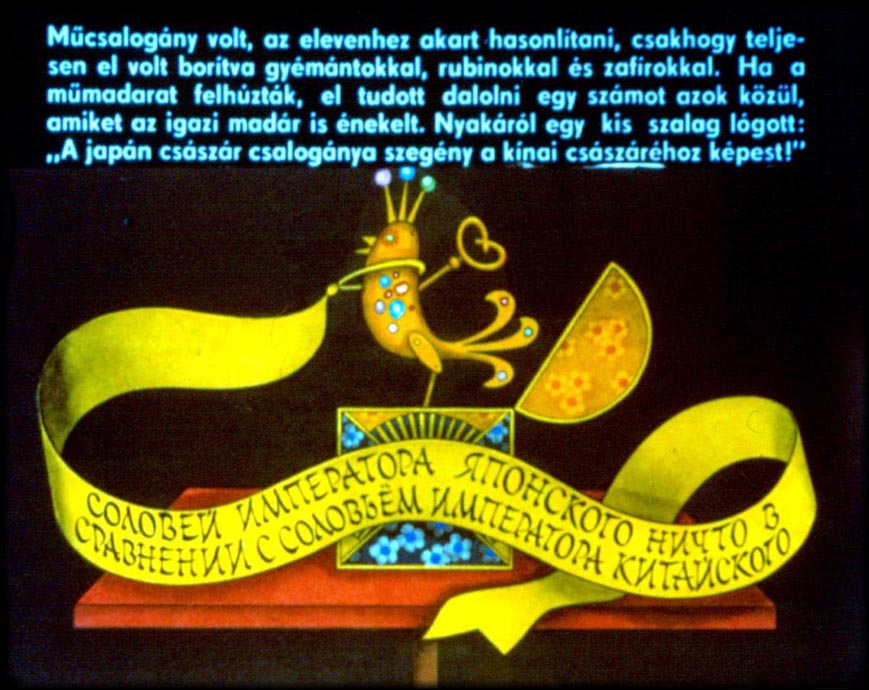 Műcsalogány volt, az elevenhez akart hasonlítani, csakhogy telje-
sen el volt borítva gyémántokkal, rubinokkal és zafírokkal. Ha a
műmadarat felhúzták, el tudott dalolni egy számot azok közül,
amiket az igazi madár is énekelt. Nyakáról egy kis szalag lógott:
„A japán császár csalogánya szegény a kínai császáréhoz képest!”
СОЛОВЕЙ ИМПЕРАТОРА ЯПОНСКОГО НИЧТО В
СРАВНЕНИИ С СОЛОВЬЁМ ИМПЕРАТОРА КИТАЙСКОГО